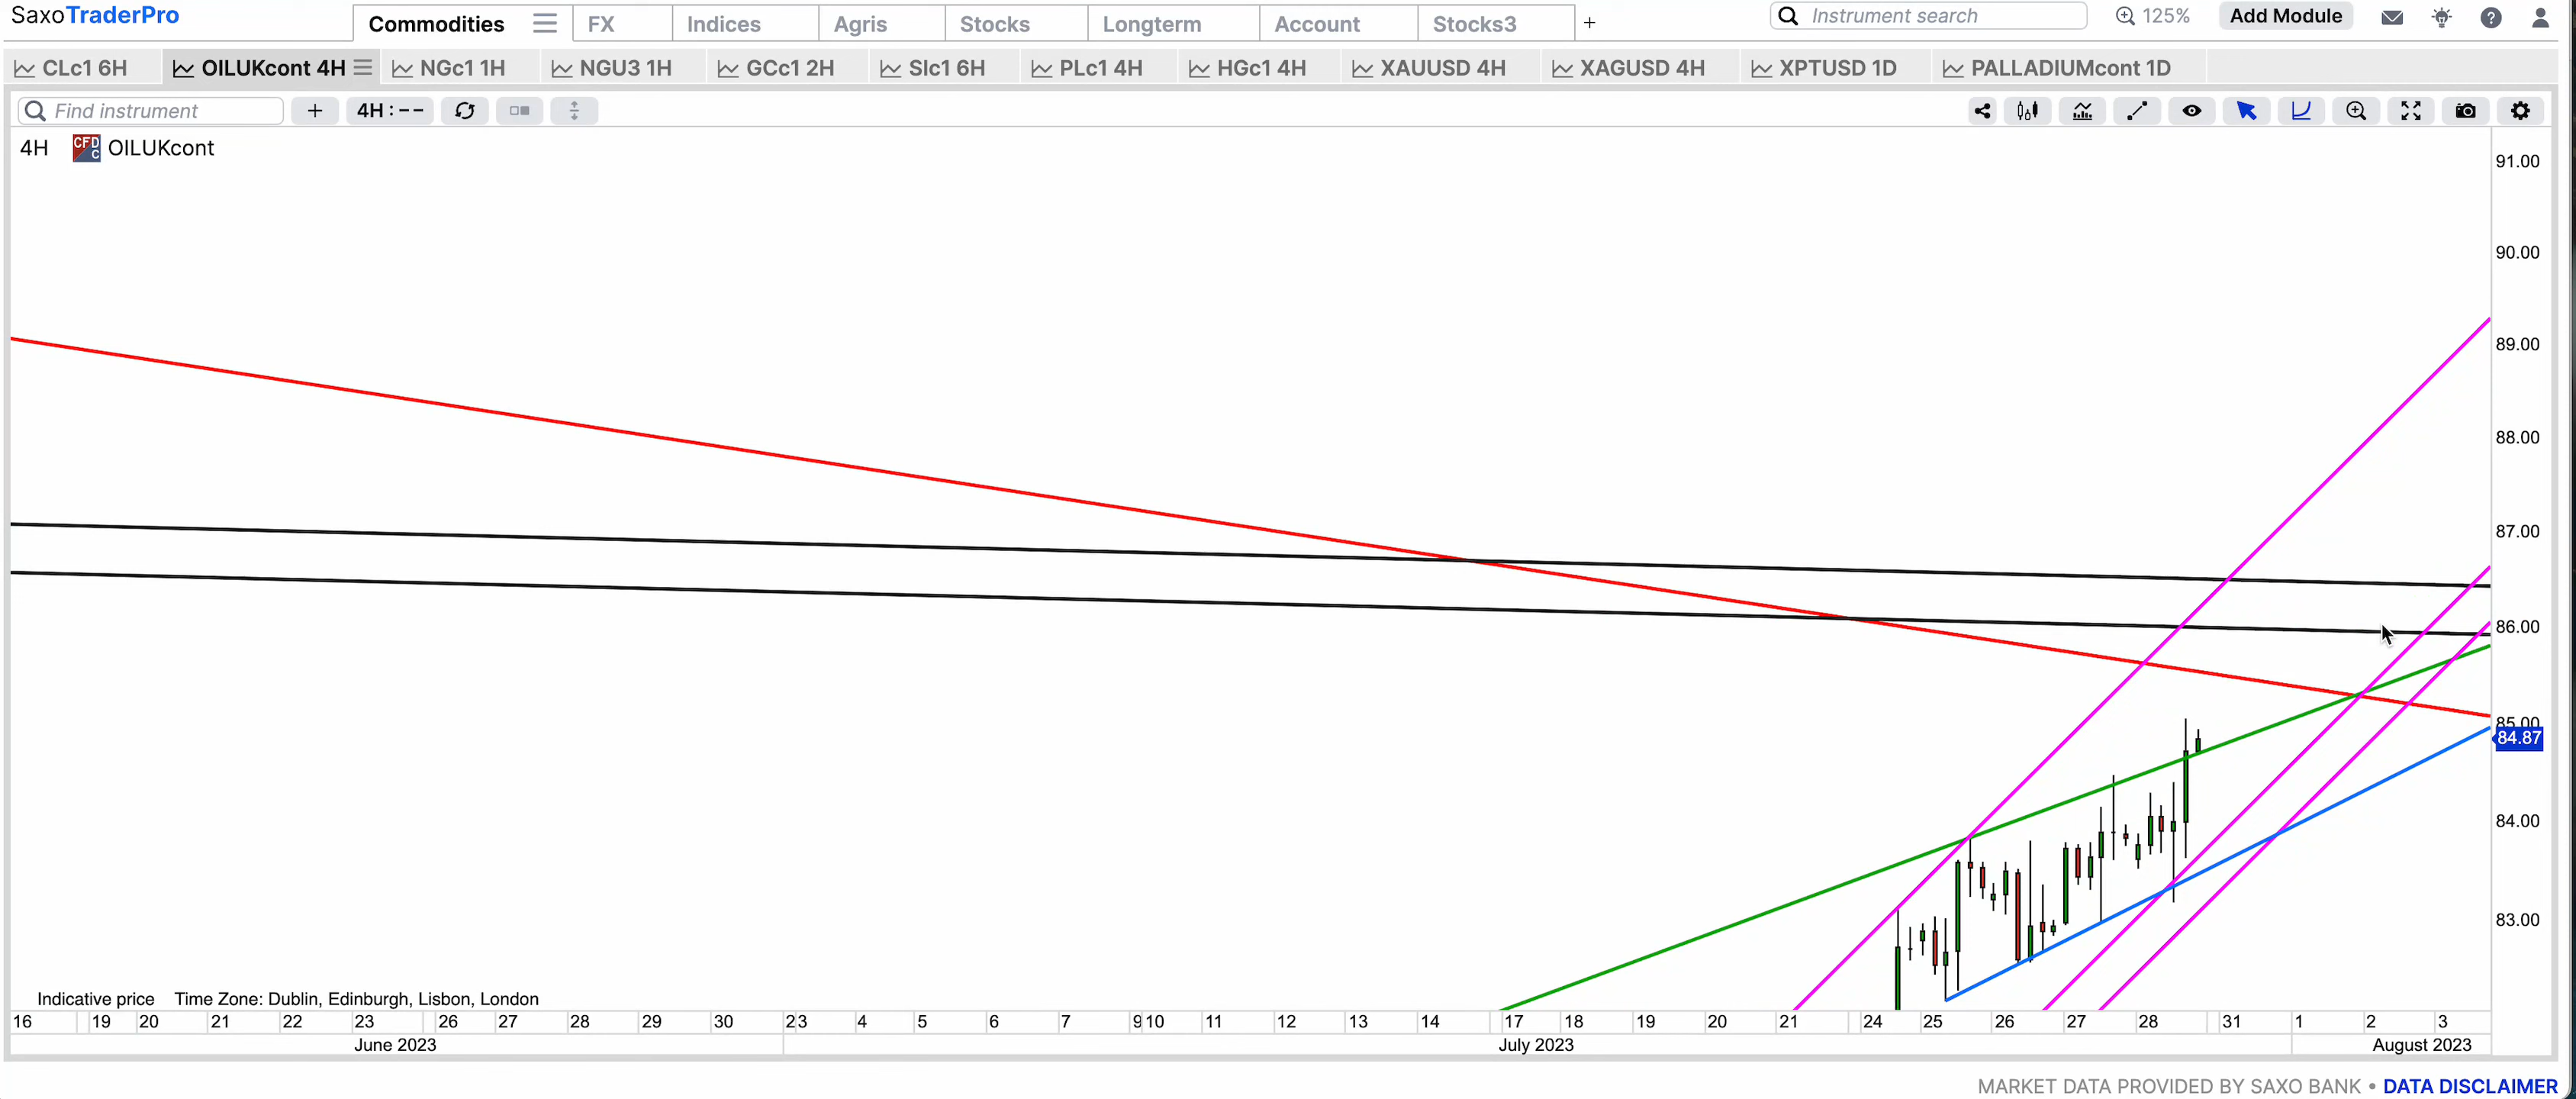 SaxoTraderPro
Commodities FX Indices Agris Stocks Longterm Account Stocks3 + Instrument search 125% Add Module
CLc1 6H OILUKcont 4H NGc1 1H NGU3 1H GCc1 2H SIc1 6H PLc1 4H HGc1 4H XAUUSD 4H XAGUSD 4H XPTUSD 1D PALLADIUMcont 1D
Find instrument + 4H : – –
4H CFD C OILUKcont
91.00
90.00
89.00
88.00
87.00
86.00
85.00
84.87
84.00
83.00
Indicative price Time Zone: Dublin, Edinburgh, Lisbon, London
16 19 20 21 22 23 26 27 28 29 30 23 4 5 6 7 9 10 11 12 13 14 17 18 19 20 21 24 25 26 27 28 31 1 2 3
June 2023 July 2023 August 2023
MARKET DATA PROVIDED BY SAXO BANK • DATA DISCLAIMER